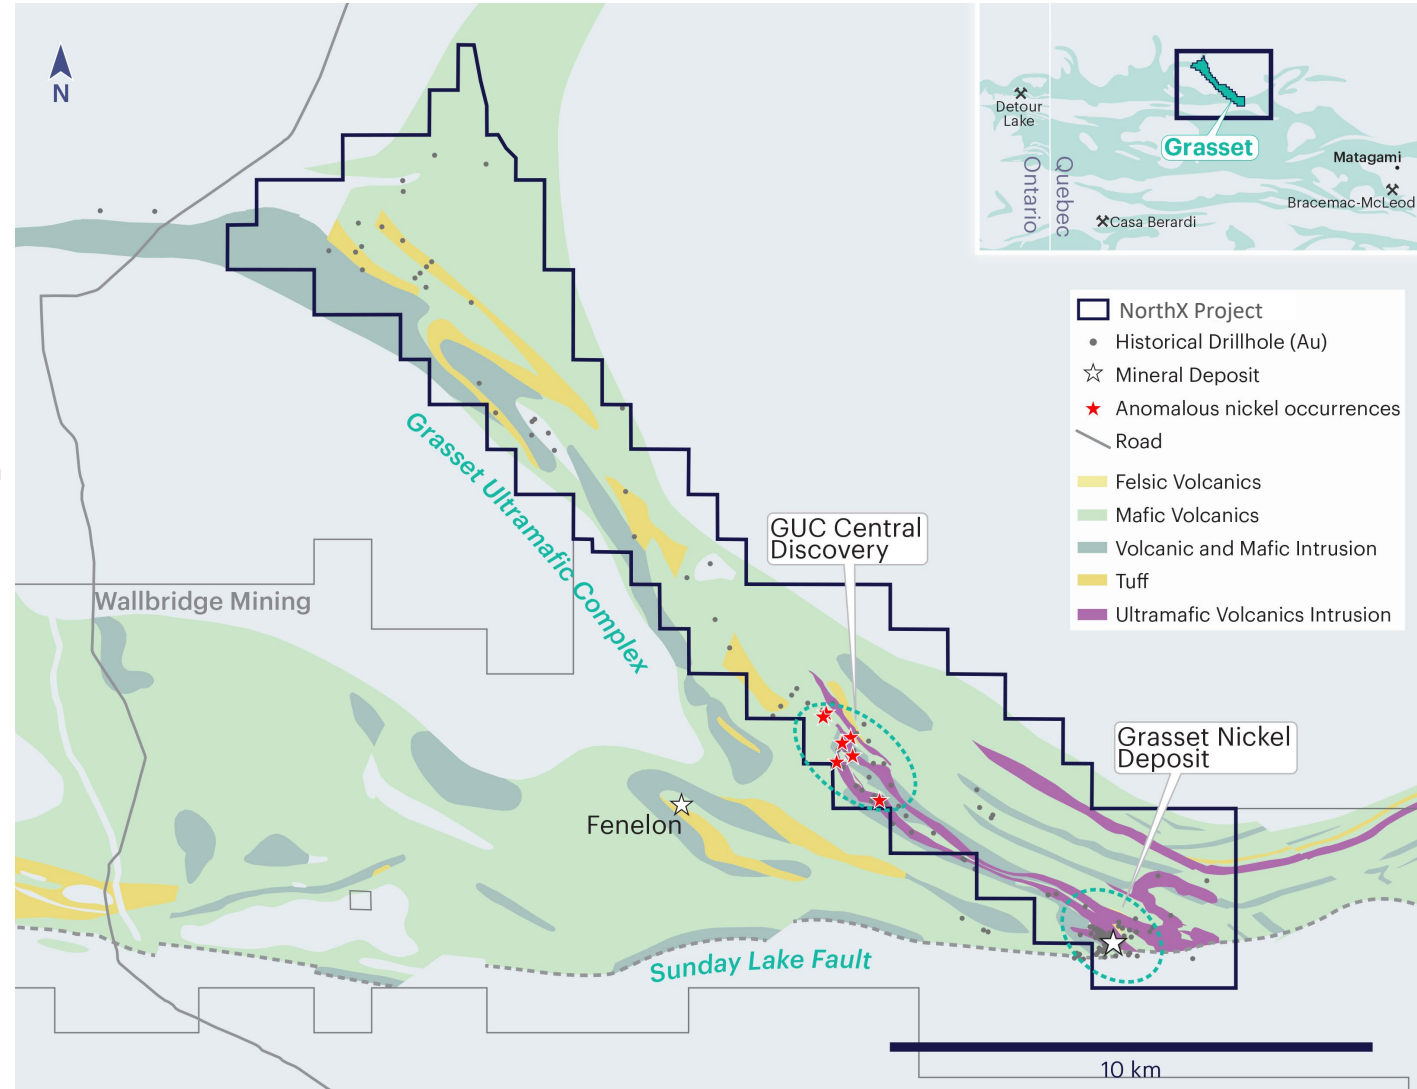 N
Detour
Lake
Grasset
Matagami
Bracemac-McLeod
Casa Berardi
Ontario
Quebec
NorthX Project
Historical Drillhole (Au)
Mineral Deposit
Anomalous nickel occurrences
Road
Felsic Volcanics
Mafic Volcanics
Volcanic and Mafic Intrusion
Tuff
Ultramafic Volcanics Intrusion
Grasset Ultramafic Complex
GUC Central
Discovery
Wallbridge Mining
Grasset Nickel
Deposit
Fenelon
Sunday Lake Fault
10 km